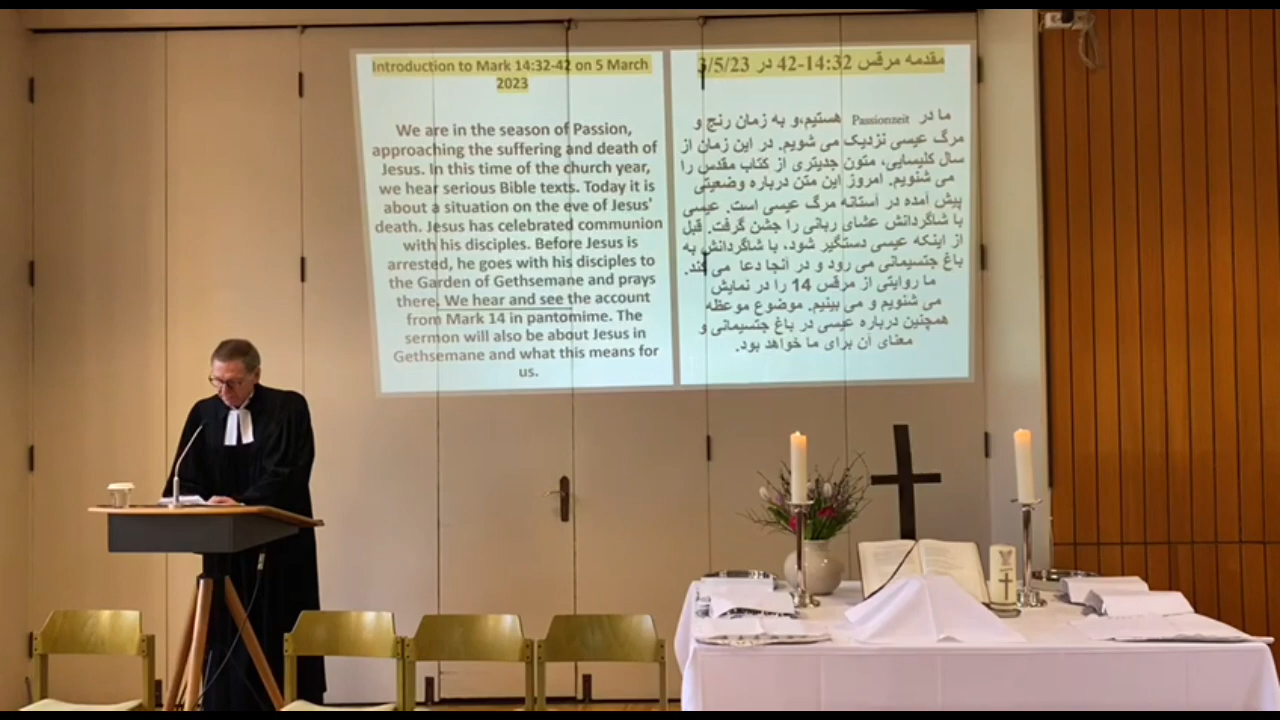 Introduction to Mark 14:32-42 on 5 March
2023
We are in the season of Passion,
approaching the suffering and death of
Jesus. In this time of the church year,
we hear serious Bible texts. Today it is
about a situation on the eve of Jesus'
death. Jesus has celebrated communion
with his disciples. Before Jesus is
arrested, he goes with his disciples to
the Garden of Gethsemane and prays
there. We hear and see the account
from Mark 14 in pantomime. The
sermon will also be about Jesus in
Gethsemane and what this means for
us.
مقدمه مرقس 14:32-42 در 3/5/23
ما در Passionzeit هستیم،و به زمان رنج و
مرگ عیسی نزدیک می شویم. در این زمان از
سال کلیسایی، متون جدیتری از کتاب مقدس را
می شنویم. امروز این متن درباره وضعیتی
پیش آمده در آستانه مرگ عیسی است. عیسی
با شاگردانش عشای ربانی را جشن گرفت. قبل
از اینکه عیسی دستگیر شود، با شاگردانش به
باغ جتسیمانی می رود و در آنجا دعا می کند.
ما روایتی از مرقس 14 را در نمایش
می شنویم و می بینیم. موضوع موعظه
همچنین درباره عیسی در باغ جتسیمانی و
معنای آن برای ما خواهد بود.